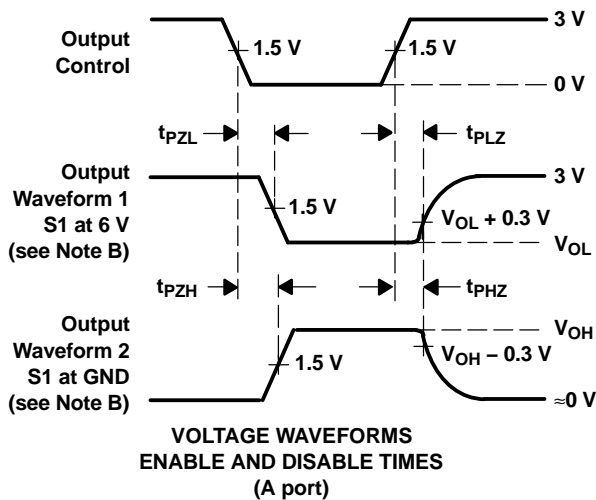 3 V
Output
Control
1.5 V
1.5 V
0 V
tPZL
tPLZ
Output
Waveform 1
S1 at 6 V
(see Note B)
3 V
1.5 V
VOL + 0.3 V
VOL
tPZH
tPHZ
Output
Waveform 2
S1 at GND
(see Note B)
VOH
VOH − 0.3 V
1.5 V
≈0 V
VOLTAGE WAVEFORMS
ENABLE AND DISABLE TIMES
(A port)